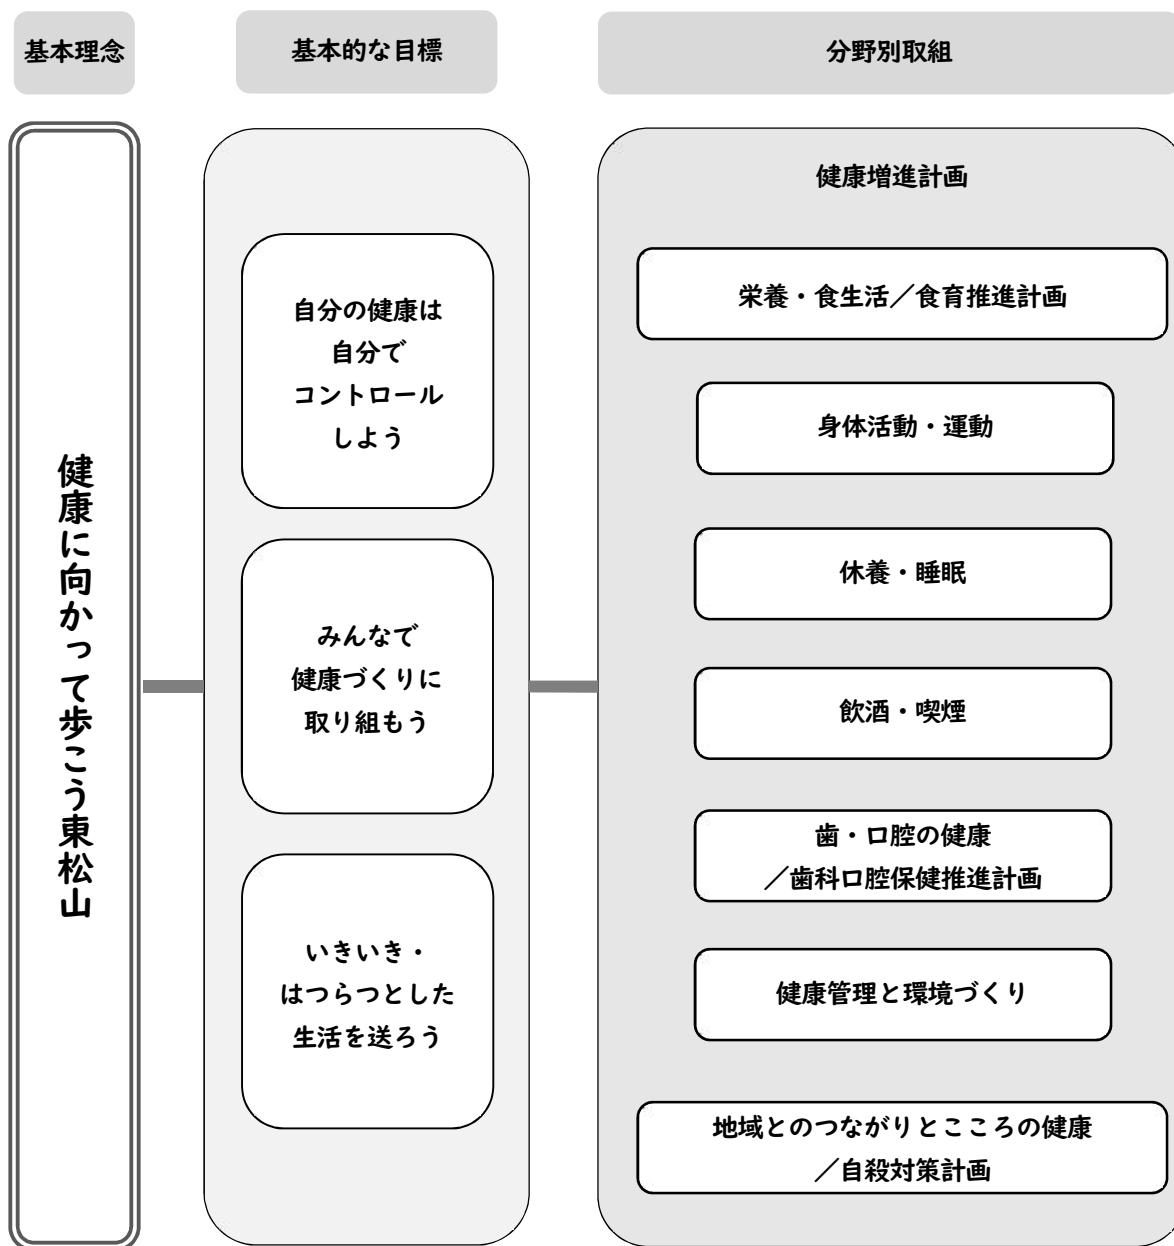 基本理念
基本的な目標
分野別取組
健康に向かって歩こう東松山
自分の健康は
自分で
コントロール
しよう
みんなで
健康づくりに
取り組もう
いきいき・
はつらつとした
生活を送ろう
健康増進計画
栄養・食生活／食育推進計画
身体活動・運動
休養・睡眠
飲酒・喫煙
歯・口腔の健康
／歯科口腔保健推進計画
健康管理と環境づくり
地域とのつながりとこころの健康
／自殺対策計画